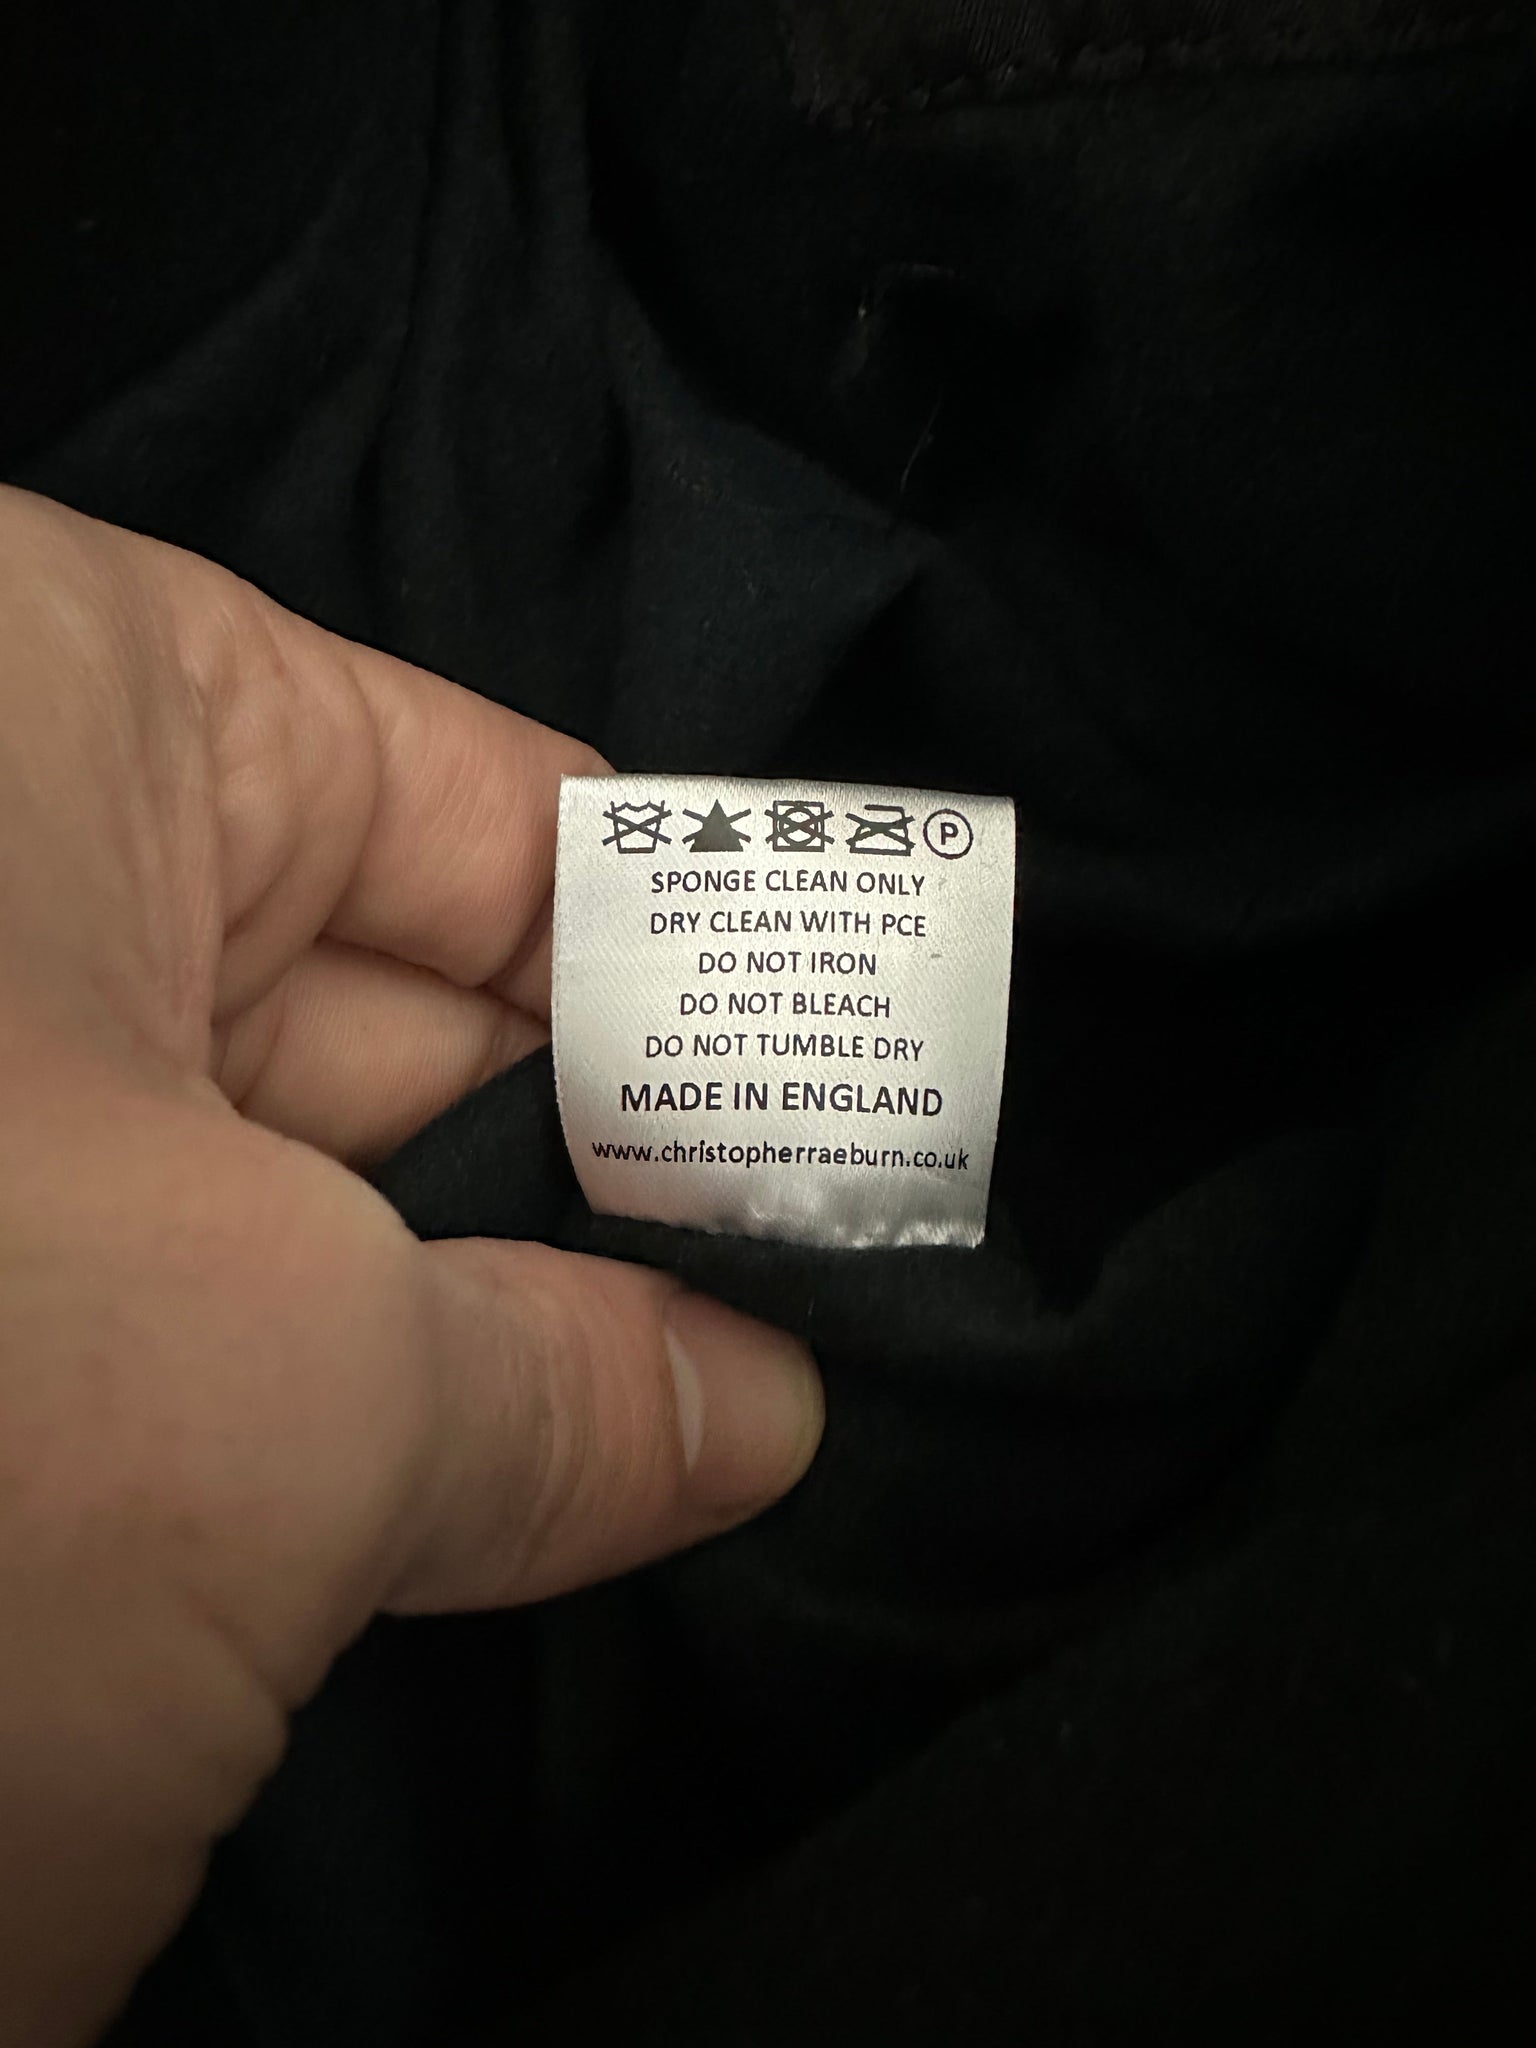 P
SPONGE CLEAN ONLY
DRY CLEAN WITH PCE
DO NOT IRON
DO NOT BLEACH
DO NOT TUMBLE DRY
MADE IN ENGLAND
www.christopherraeburn.co.uk